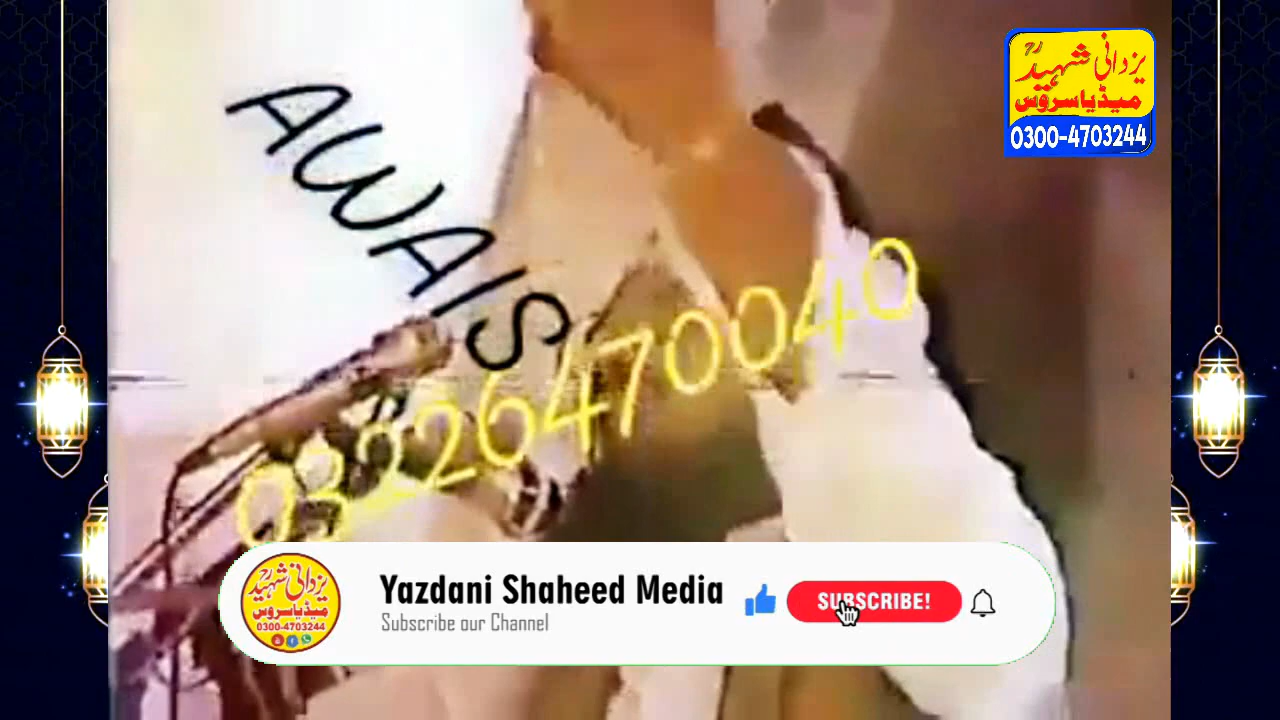 AWAIS
03226470040
یزدانی شہیدؒ
میڈیا سروس
0300-4703244
یزدانی شہیدؒ
میڈیا سروس
0300-4703244
Yazdani Shaheed Media
Subscribe our Channel
SUBSCRIBE!